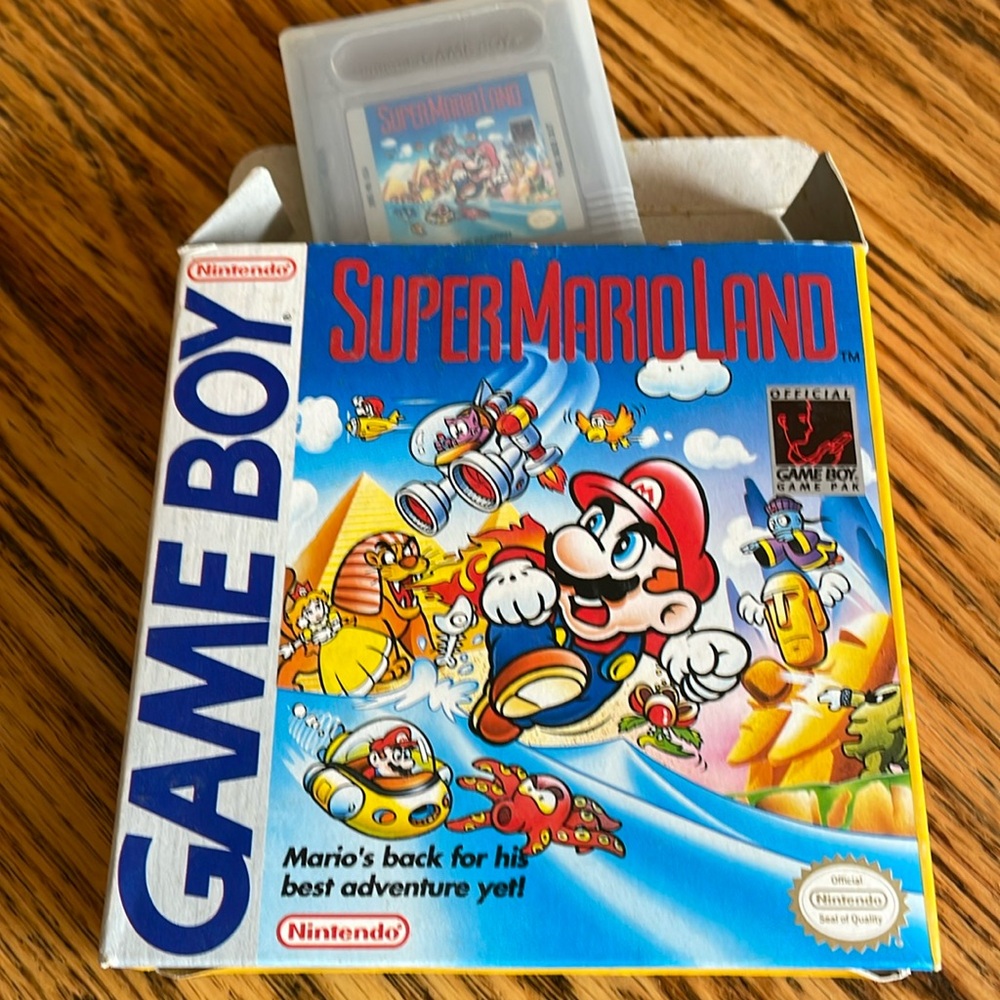 SUPER MARIO LAND
Nintendo
GAME BOY
SUPER MARIO LAND
TM
OFFICIAL
GAME BOY
GAME PAK
M
Mario's back for his
best adventure yet!
Nintendo
Official
Nintendo
Seal of Quality